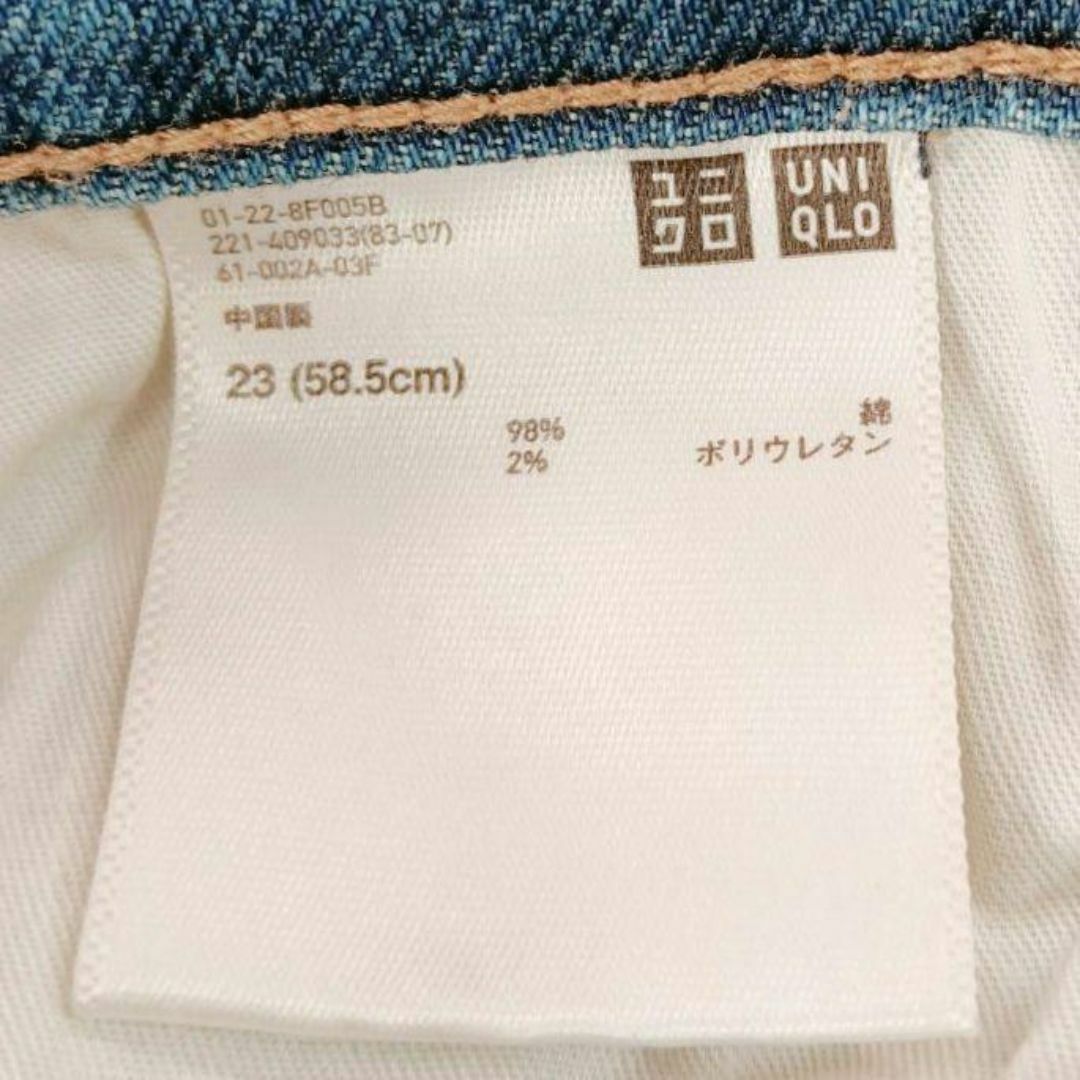 01-22-8F005B
221-409033(83-07)
61-002A-03F
ユニ
クロ
UNI
QLO
中国製
23 (58.5cm)
98% 綿
2% ポリウレタン